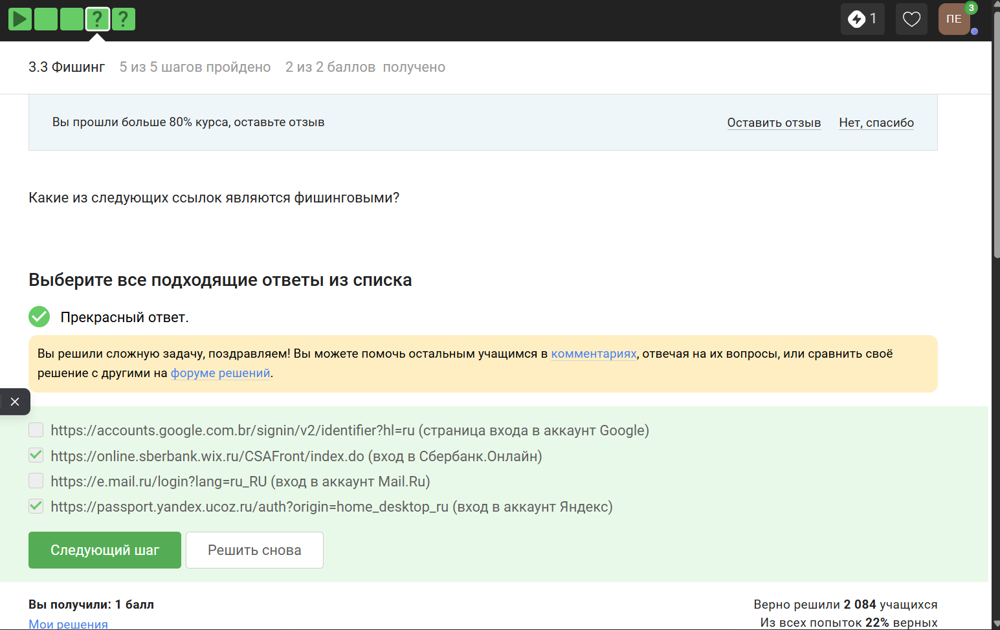 ? ? 1 ПЕ 3
3.3 Фишинг 5 из 5 шагов пройдено 2 из 2 баллов получено
Вы прошли больше 80% курса, оставьте отзыв Оставить отзыв Нет, спасибо
Какие из следующих ссылок являются фишинговыми?
Выберите все подходящие ответы из списка
Прекрасный ответ.
Вы решили сложную задачу, поздравляем! Вы можете помочь остальным учащимся в комментариях, отвечая на их вопросы, или сравнить своё
решение с другими на форуме решений.
https://accounts.google.com.br/signin/v2/identifier?hl=ru (страница входа в аккаунт Google)
https://online.sberbank.wix.ru/CSAFront/index.do (вход в Сбербанк.Онлайн)
https://e.mail.ru/login?lang=ru_RU (вход в аккаунт Mail.Ru)
https://passport.yandex.ucoz.ru/auth?origin=home_desktop_ru (вход в аккаунт Яндекс)
Следующий шаг Решить снова
Вы получили: 1 балл Верно решили 2 084 учащихся
Мои решения Из всех попыток 22% верных